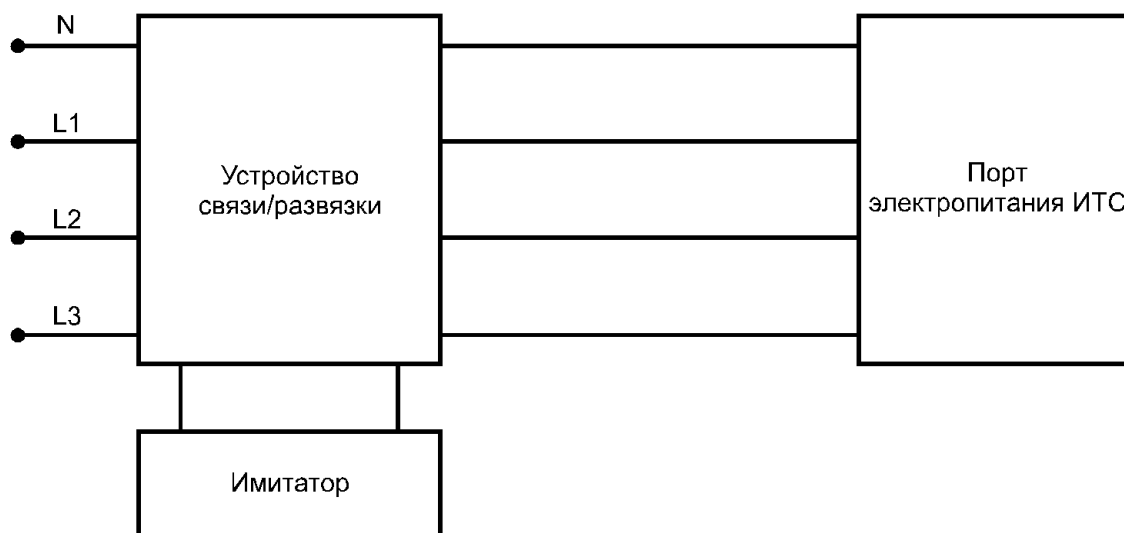 N
L1
L2
L3
Устройство
связи/развязки
Порт
электропитания ИТС
Имитатор